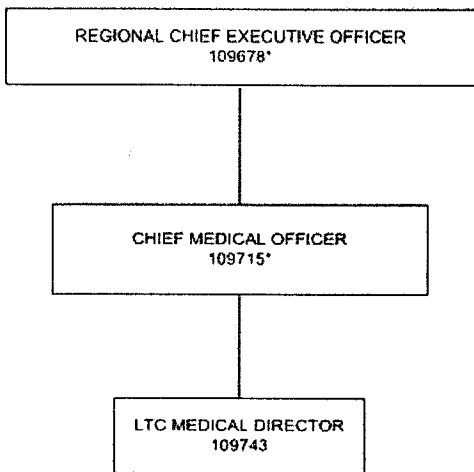 REGIONAL CHIEF EXECUTIVE OFFICER
109678*
CHIEF MEDICAL OFFICER
109715*
LTC MEDICAL DIRECTOR
109743